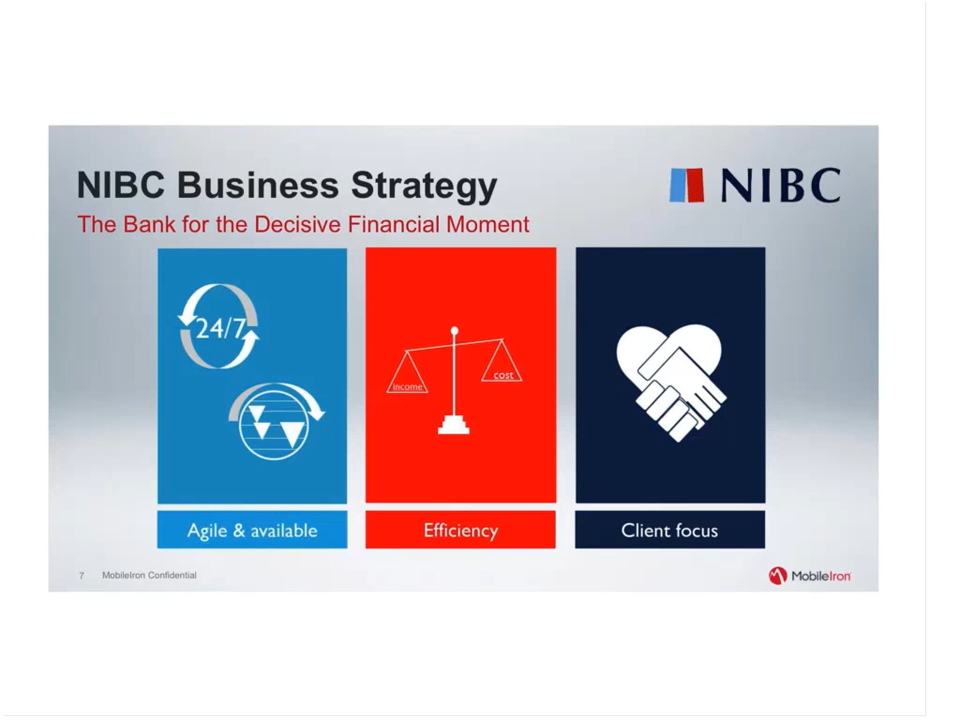 NIBC Business Strategy
NIBC
The Bank for the Decisive Financial Moment
24/7
income
cost
Agile & available
Efficiency
Client focus
7 MobileIron Confidential
MobileIron